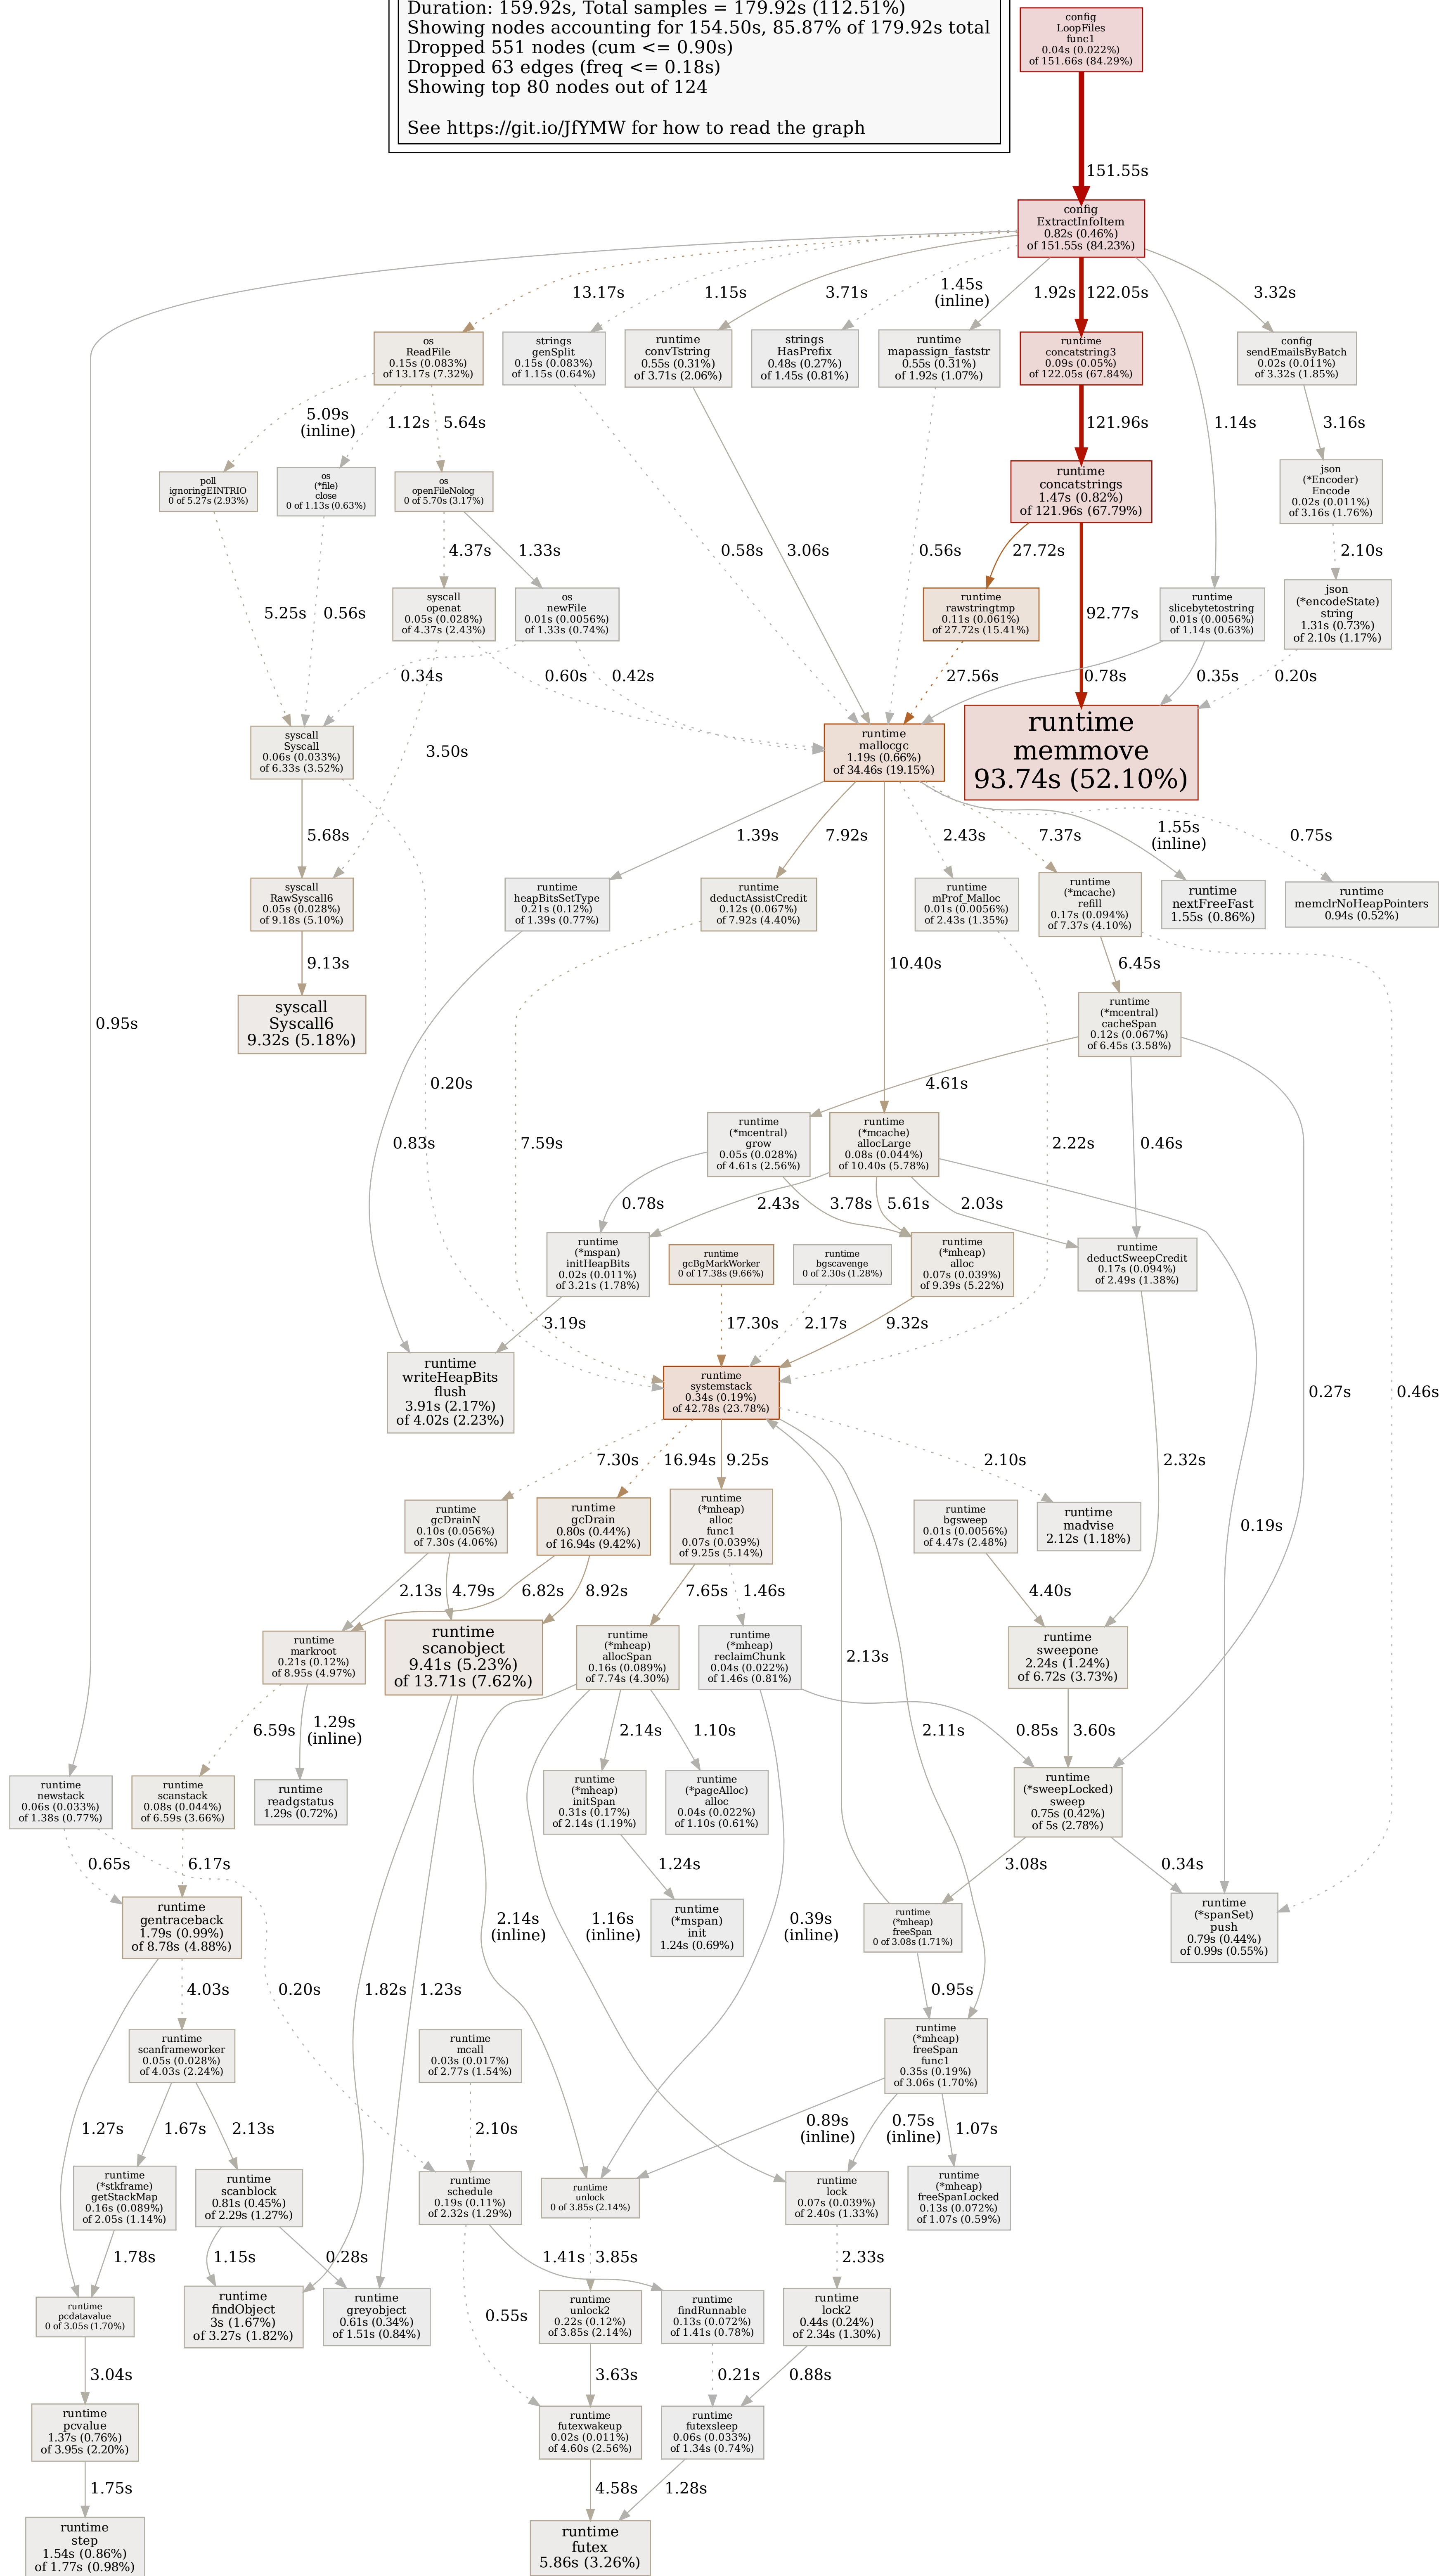 Duration: 159.92s, Total samples = 179.92s (112.51%)
Showing nodes accounting for 154.50s, 85.87% of 179.92s total
Dropped 551 nodes (cum <= 0.90s)
Dropped 63 edges (freq <= 0.18s)
Showing top 80 nodes out of 124
See https://git.io/JfYMW for how to read the graph
config
LoopFiles
func1
0.04s (0.022%)
of 151.66s (84.29%)
151.55s
config
ExtractInfoItem
0.82s (0.46%)
of 151.55s (84.23%)
13.17s
1.15s
3.71s
1.45s
(inline)
1.92s
122.05s
3.32s
os
ReadFile
0.15s (0.083%)
of 13.17s (7.32%)
strings
genSplit
0.15s (0.083%)
of 1.15s (0.64%)
runtime
convTstring
0.55s (0.31%)
of 3.71s (2.06%)
strings
HasPrefix
0.48s (0.27%)
of 1.45s (0.81%)
runtime
mapassign_faststr
0.55s (0.31%)
of 1.92s (1.07%)
runtime
concatstring3
0.09s (0.05%)
of 122.05s (67.84%)
config
sendEmailsByBatch
0.02s (0.011%)
of 3.32s (1.85%)
5.09s
(inline)
1.12s
5.64s
121.96s
1.14s
3.16s
poll
ignoringEINTRIO
0 of 5.27s (2.93%)
os
(*file)
close
0 of 1.13s (0.63%)
os
openFileNolog
0 of 5.70s (3.17%)
runtime
concatstrings
1.47s (0.82%)
of 121.96s (67.79%)
json
(*Encoder)
Encode
0.02s (0.011%)
of 3.16s (1.76%)
4.37s
1.33s
0.58s
3.06s
0.56s
27.72s
2.10s
5.25s
0.56s
syscall
openat
0.05s (0.028%)
of 4.37s (2.43%)
os
newFile
0.01s (0.0056%)
of 1.33s (0.74%)
runtime
rawstringtmp
0.11s (0.061%)
of 27.72s (15.41%)
92.77s
runtime
slicebytetostring
0.01s (0.0056%)
of 1.14s (0.63%)
json
(*encodeState)
string
1.31s (0.73%)
of 2.10s (1.17%)
0.34s
0.60s
0.42s
27.56s
0.78s
0.35s
0.20s
syscall
Syscall
0.06s (0.033%)
of 6.33s (3.52%)
3.50s
runtime
mallocgc
1.19s (0.66%)
of 34.46s (19.15%)
runtime
memmove
93.74s (52.10%)
5.68s
1.39s
7.92s
2.43s
7.37s
1.55s
(inline)
0.75s
syscall
RawSyscall6
0.05s (0.028%)
of 9.18s (5.10%)
runtime
heapBitsSetType
0.21s (0.12%)
of 1.39s (0.77%)
runtime
deductAssistCredit
0.12s (0.067%)
of 7.92s (4.40%)
runtime
mProf_Malloc
0.01s (0.0056%)
of 2.43s (1.35%)
runtime
(*mcache)
refill
0.17s (0.094%)
of 7.37s (4.10%)
runtime
nextFreeFast
1.55s (0.86%)
runtime
memclrNoHeapPointers
0.94s (0.52%)
9.13s
10.40s
6.45s
syscall
Syscall6
9.32s (5.18%)
0.95s
runtime
(*mcentral)
cacheSpan
0.12s (0.067%)
of 6.45s (3.58%)
0.20s
4.61s
0.83s
7.59s
runtime
(*mcentral)
grow
0.05s (0.028%)
of 4.61s (2.56%)
runtime
(*mcache)
allocLarge
0.08s (0.044%)
of 10.40s (5.78%)
2.22s
0.46s
0.78s
2.43s
3.78s
5.61s
2.03s
runtime
(*mspan)
initHeapBits
0.02s (0.011%)
of 3.21s (1.78%)
runtime
gcBgMarkWorker
0 of 17.38s (9.66%)
runtime
bgscavenge
0 of 2.30s (1.28%)
runtime
(*mheap)
alloc
0.07s (0.039%)
of 9.39s (5.22%)
runtime
deductSweepCredit
0.17s (0.094%)
of 2.49s (1.38%)
3.19s
17.30s
2.17s
9.32s
runtime
writeHeapBits
flush
3.91s (2.17%)
of 4.02s (2.23%)
runtime
systemstack
0.34s (0.19%)
of 42.78s (23.78%)
0.27s
0.46s
7.30s
16.94s
9.25s
2.10s
2.32s
runtime
gcDrainN
0.10s (0.056%)
of 7.30s (4.06%)
runtime
gcDrain
0.80s (0.44%)
of 16.94s (9.42%)
runtime
(*mheap)
alloc
func1
0.07s (0.039%)
of 9.25s (5.14%)
runtime
bgsweep
0.01s (0.0056%)
of 4.47s (2.48%)
runtime
madvise
2.12s (1.18%)
0.19s
2.13s
4.79s
6.82s
8.92s
7.65s
1.46s
4.40s
runtime
markroot
0.21s (0.12%)
of 8.95s (4.97%)
runtime
scanobject
9.41s (5.23%)
of 13.71s (7.62%)
runtime
(*mheap)
allocSpan
0.16s (0.089%)
of 7.74s (4.30%)
runtime
(*mheap)
reclaimChunk
0.04s (0.022%)
of 1.46s (0.81%)
2.13s
runtime
sweepone
2.24s (1.24%)
of 6.72s (3.73%)
6.59s
1.29s
(inline)
2.14s
1.10s
2.11s
0.85s
3.60s
runtime
newstack
0.06s (0.033%)
of 1.38s (0.77%)
runtime
scanstack
0.08s (0.044%)
of 6.59s (3.66%)
runtime
readgstatus
1.29s (0.72%)
runtime
(*mheap)
initSpan
0.31s (0.17%)
of 2.14s (1.19%)
runtime
(*pageAlloc)
alloc
0.04s (0.022%)
of 1.10s (0.61%)
runtime
(*sweepLocked)
sweep
0.75s (0.42%)
of 5s (2.78%)
0.65s
6.17s
1.24s
3.08s
0.34s
runtime
gentraceback
1.79s (0.99%)
of 8.78s (4.88%)
2.14s
(inline)
1.16s
(inline)
runtime
(*mspan)
init
1.24s (0.69%)
0.39s
(inline)
runtime
(*mheap)
freeSpan
0 of 3.08s (1.71%)
runtime
(*spanSet)
push
0.79s (0.44%)
of 0.99s (0.55%)
4.03s
0.20s
1.82s
1.23s
0.95s
runtime
scanframeworker
0.05s (0.028%)
of 4.03s (2.24%)
runtime
mcall
0.03s (0.017%)
of 2.77s (1.54%)
runtime
(*mheap)
freeSpan
func1
0.35s (0.19%)
of 3.06s (1.70%)
1.27s
1.67s
2.13s
2.10s
0.89s
(inline)
0.75s
(inline)
1.07s
runtime
(*stkframe)
getStackMap
0.16s (0.089%)
of 2.05s (1.14%)
runtime
scanblock
0.81s (0.45%)
of 2.29s (1.27%)
runtime
schedule
0.19s (0.11%)
of 2.32s (1.29%)
runtime
unlock
0 of 3.85s (2.14%)
runtime
lock
0.07s (0.039%)
of 2.40s (1.33%)
runtime
(*mheap)
freeSpanLocked
0.13s (0.072%)
of 1.07s (0.59%)
1.78s
1.15s
0.28s
1.41s
3.85s
2.33s
runtime
pcdatavalue
0 of 3.05s (1.70%)
runtime
findObject
3s (1.67%)
of 3.27s (1.82%)
runtime
greyobject
0.61s (0.34%)
of 1.51s (0.84%)
0.55s
runtime
unlock2
0.22s (0.12%)
of 3.85s (2.14%)
runtime
findRunnable
0.13s (0.072%)
of 1.41s (0.78%)
runtime
lock2
0.44s (0.24%)
of 2.34s (1.30%)
3.04s
3.63s
0.21s
0.88s
runtime
pcvalue
1.37s (0.76%)
of 3.95s (2.20%)
runtime
futexwakeup
0.02s (0.011%)
of 4.60s (2.56%)
runtime
futexsleep
0.06s (0.033%)
of 1.34s (0.74%)
1.75s
4.58s
1.28s
runtime
step
1.54s (0.86%)
of 1.77s (0.98%)
runtime
futex
5.86s (3.26%)